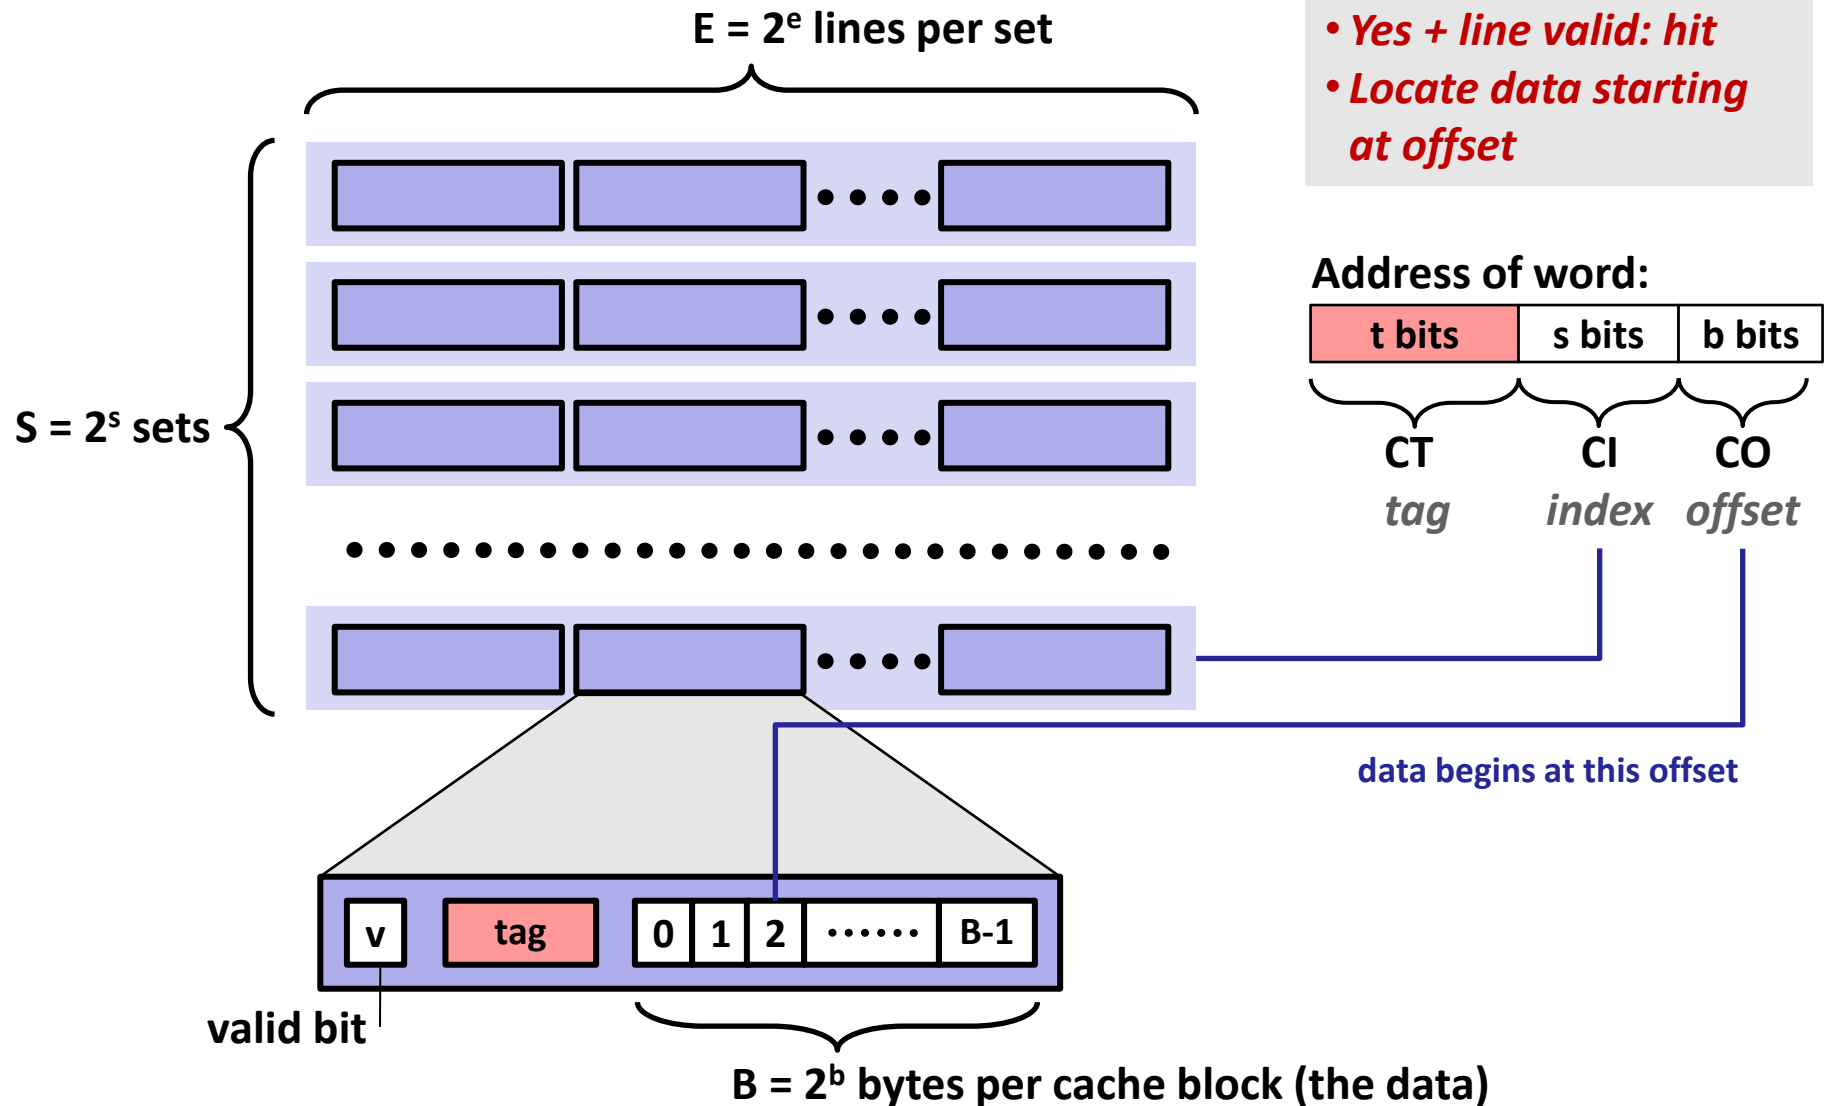 E = 2ᵉ lines per set
• Yes + line valid: hit
• Locate data starting
at offset
Address of word:
t bits s bits b bits
S = 2ˢ sets
CT CI CO
tag index offset
data begins at this offset
v tag 0 1 2 •••••• B-1
valid bit
B = 2ᵇ bytes per cache block (the data)